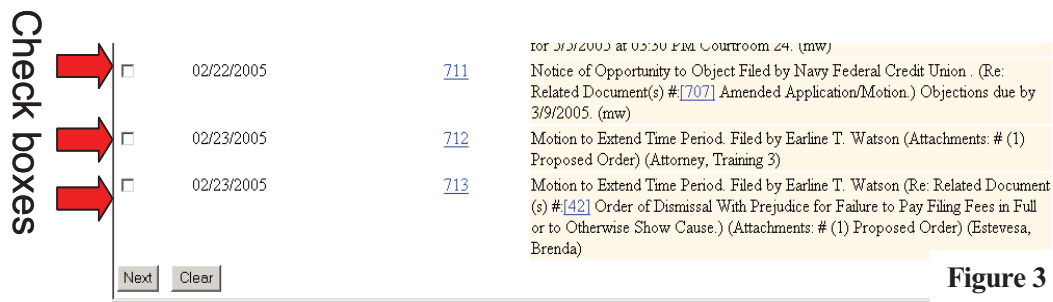 Check boxes
for 5/5/2005 at 03:30 PM Courtroom 24. (mw)
02/22/2005 711 Notice of Opportunity to Object Filed by Navy Federal Credit Union . (Re:
Related Document(s) #:[707] Amended Application/Motion.) Objections due by
3/9/2005. (mw)
02/23/2005 712 Motion to Extend Time Period. Filed by Earline T. Watson (Attachments: # (1)
Proposed Order) (Attorney, Training 3)
02/23/2005 713 Motion to Extend Time Period. Filed by Earline T. Watson (Re: Related Document
(s) #:[42] Order of Dismissal With Prejudice for Failure to Pay Filing Fees in Full
or to Otherwise Show Cause.) (Attachments: # (1) Proposed Order) (Estevesa,
Brenda)
Next Clear
Figure 3